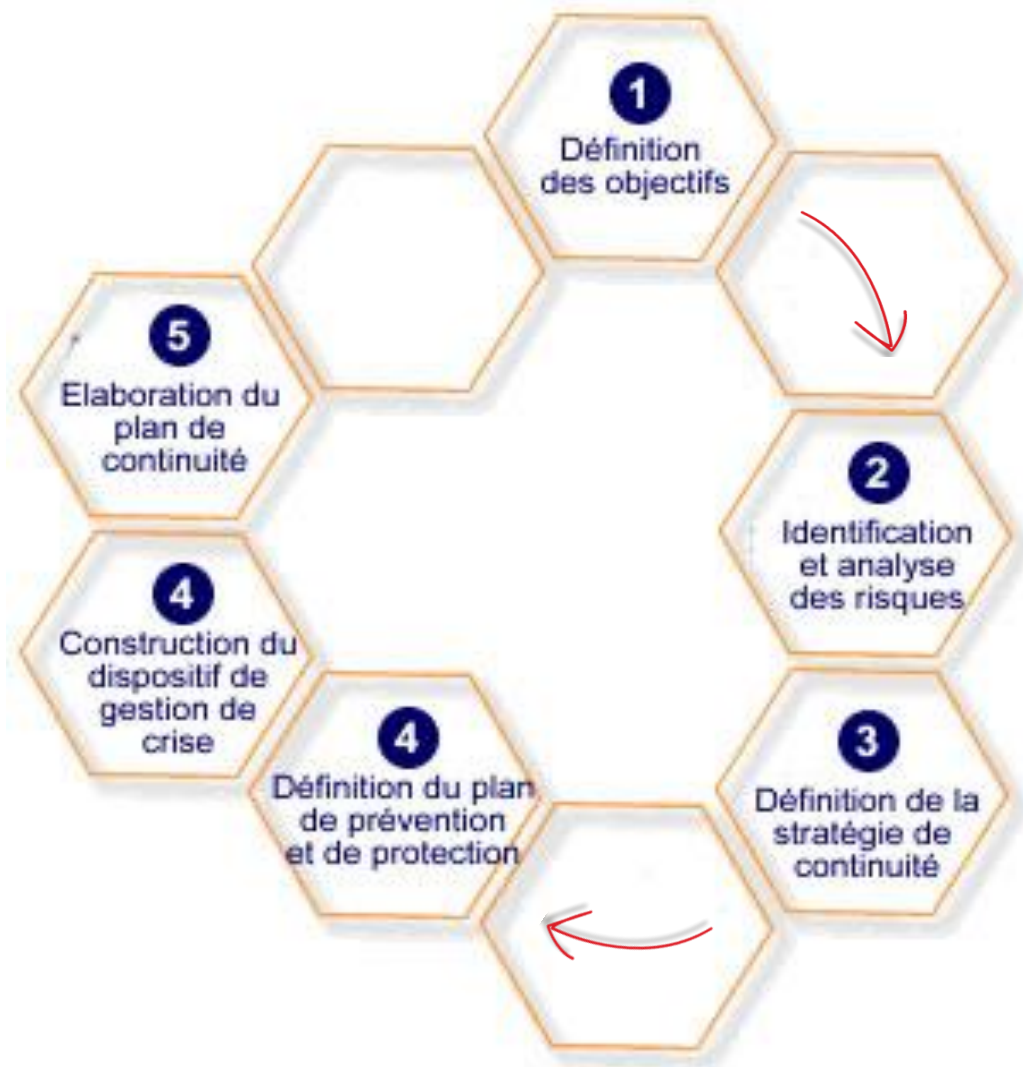 1
Définition
des objectifs
2
Identification
et analyse
des risques
3
Définition de la
stratégie de
continuité
4
Définition du plan
de prévention
et de protection
4
Construction du
dispositif de
gestion de
crise
5
Elaboration du
plan de
continuité